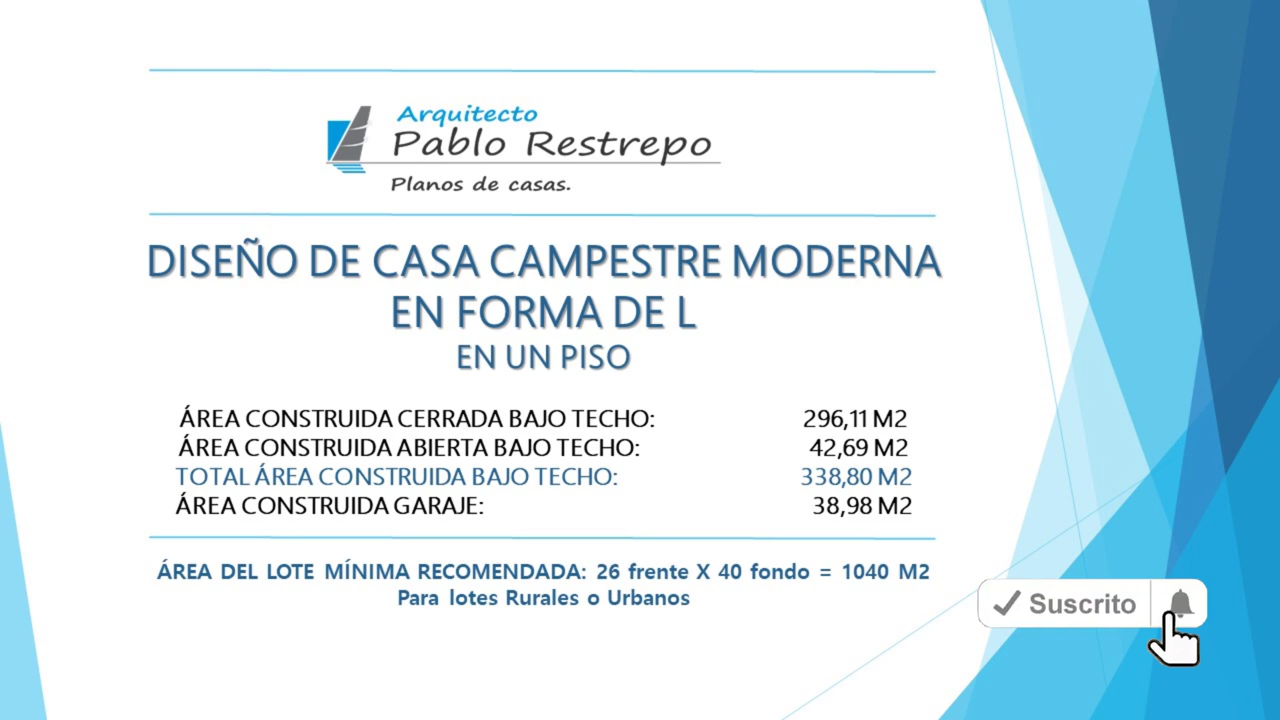 Arquitecto
Pablo Restrepo
Planos de casas.
DISEÑO DE CASA CAMPESTRE MODERNA
EN FORMA DE L
EN UN PISO
ÁREA CONSTRUIDA CERRADA BAJO TECHO: 296,11 M2
ÁREA CONSTRUIDA ABIERTA BAJO TECHO: 42,69 M2
TOTAL ÁREA CONSTRUIDA BAJO TECHO: 338,80 M2
ÁREA CONSTRUIDA GARAJE: 38,98 M2
ÁREA DEL LOTE MÍNIMA RECOMENDADA: 26 frente X 40 fondo = 1040 M2
Para lotes Rurales o Urbanos
Suscrito